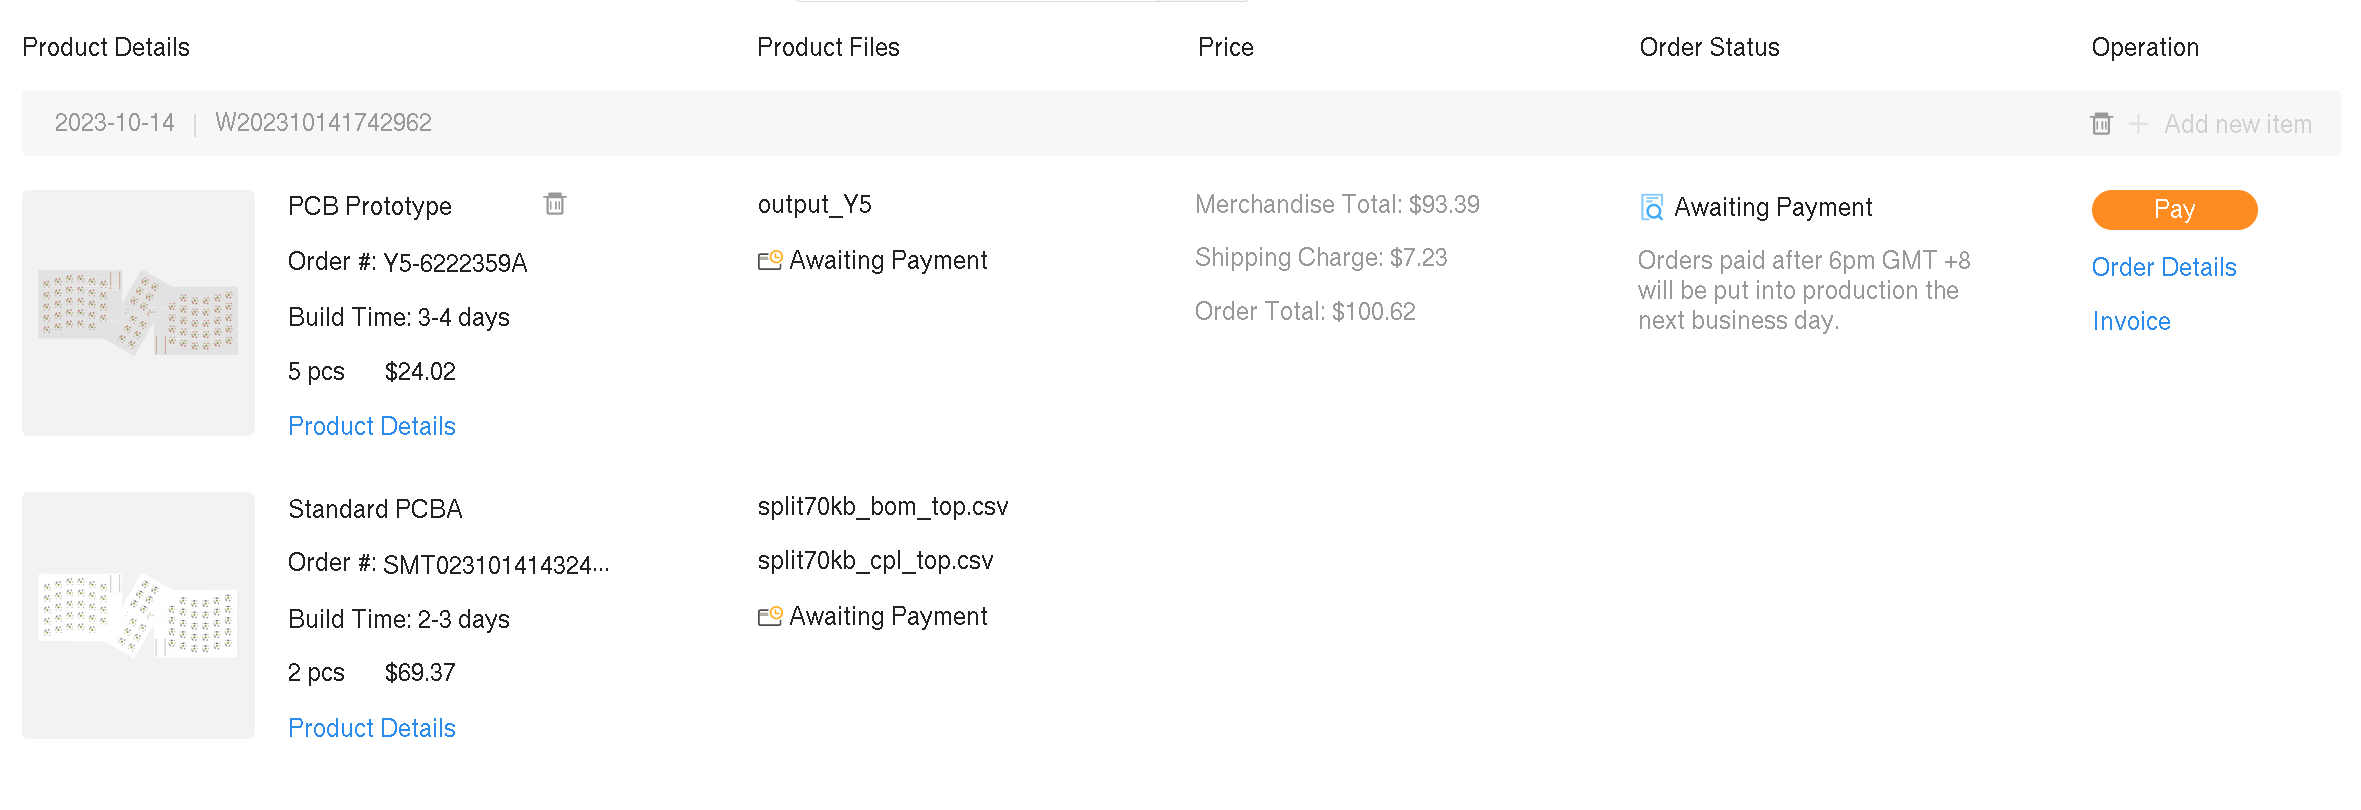 Product Details
Product Files
Price
Order Status
Operation
2023-10-14 | W202310141742962
Add new item
PCB Prototype
Order #: Y5-6222359A
Build Time: 3-4 days
5 pcs $24.02
Product Details
output_Y5
Awaiting Payment
Merchandise Total: $93.39
Shipping Charge: $7.23
Order Total: $100.62
Awaiting Payment
Orders paid after 6pm GMT +8
will be put into production the
next business day.
Pay
Order Details
Invoice
Standard PCBA
Order #: SMT023101414324...
Build Time: 2-3 days
2 pcs $69.37
Product Details
split70kb_bom_top.csv
split70kb_cpl_top.csv
Awaiting Payment